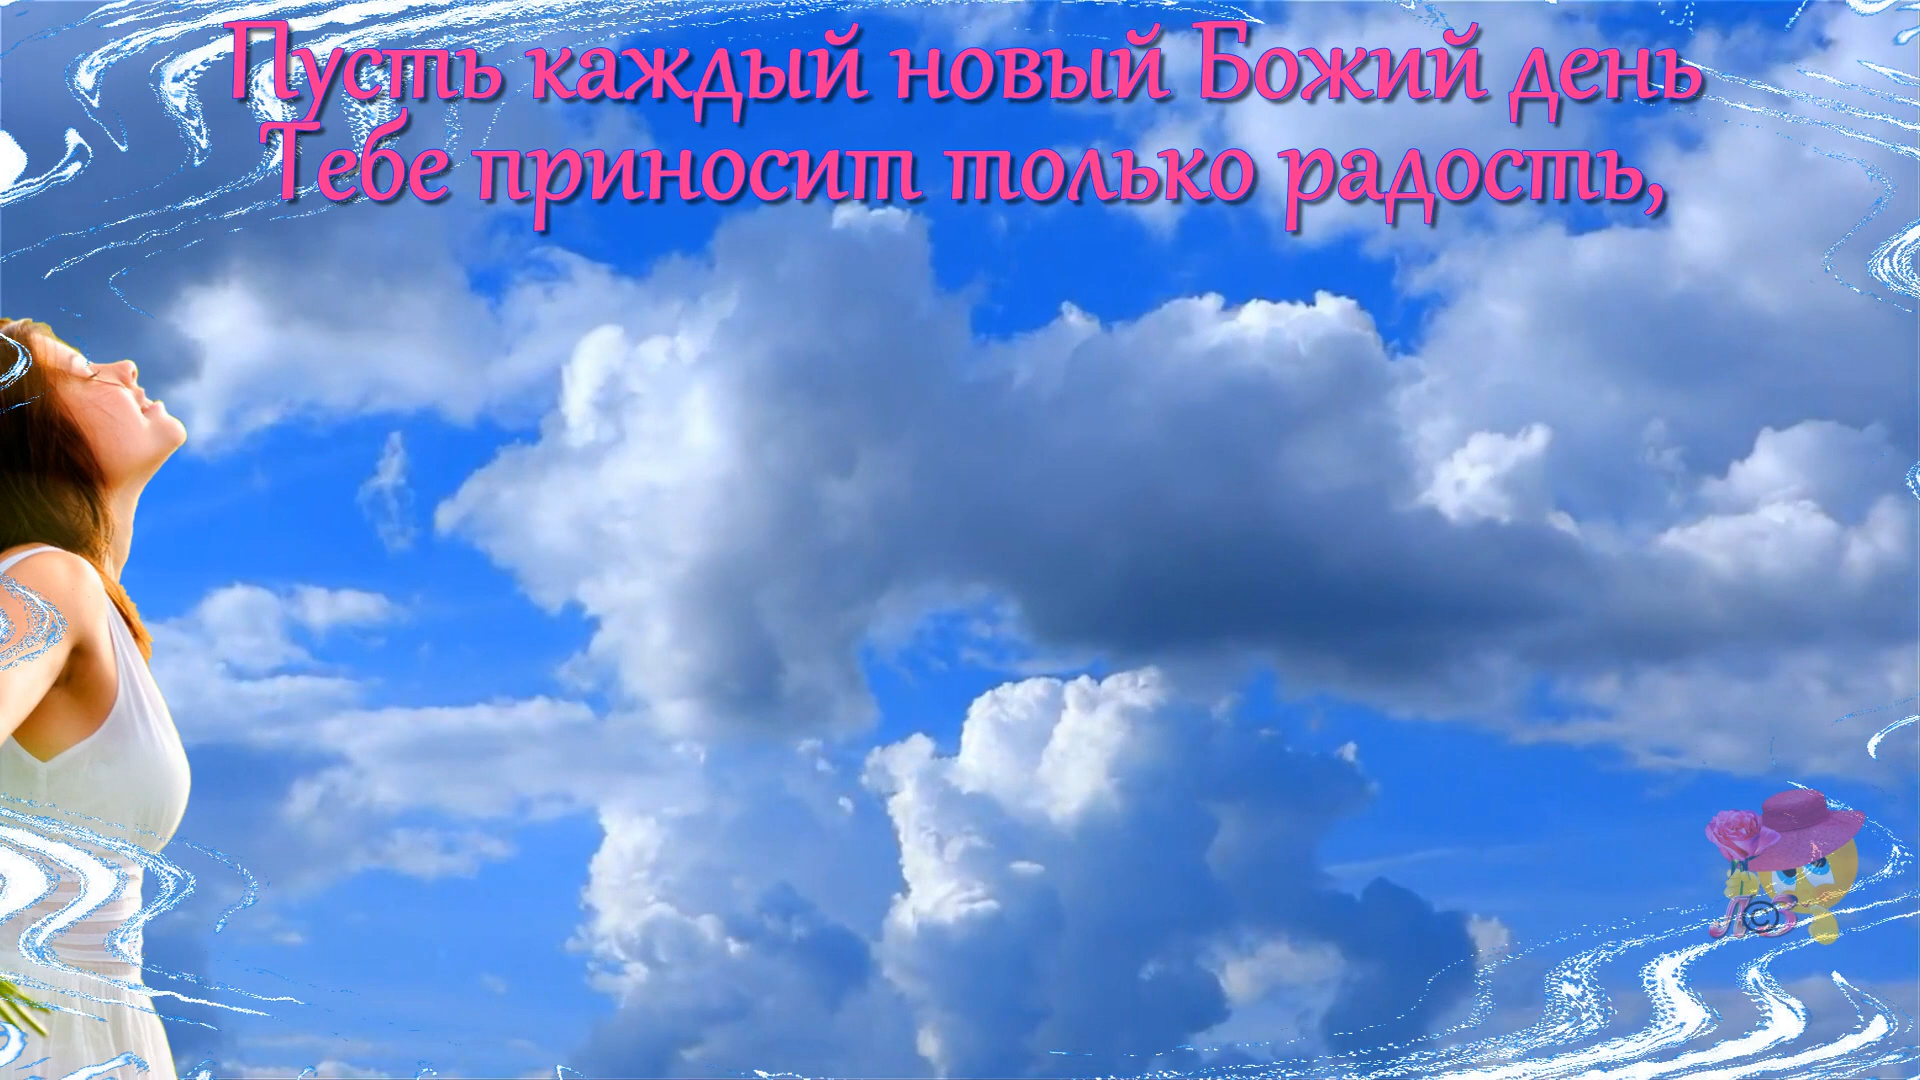 Пусть каждый новый Божий день
Тебе приносит только радость,
Л©З